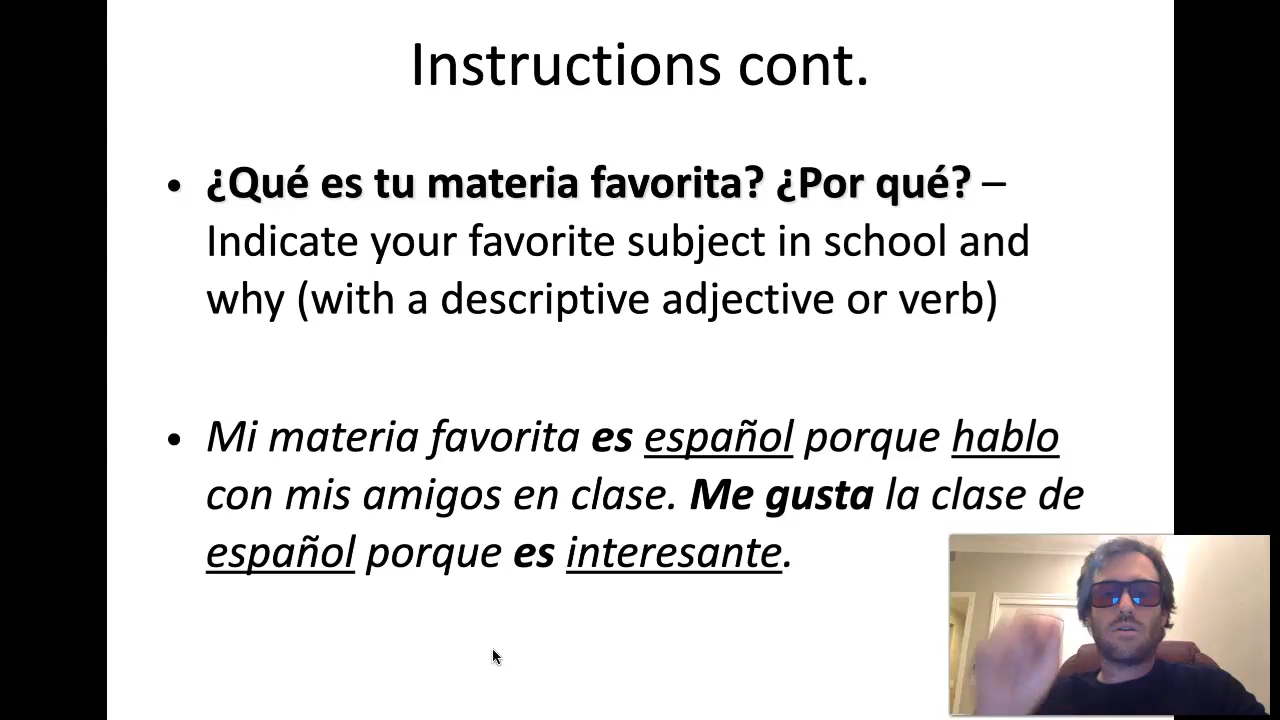 Instructions cont.
• ¿Qué es tu materia favorita? ¿Por qué? –
Indicate your favorite subject in school and
why (with a descriptive adjective or verb)
• Mi materia favorita es español porque hablo
con mis amigos en clase. Me gusta la clase de
español porque es interesante.